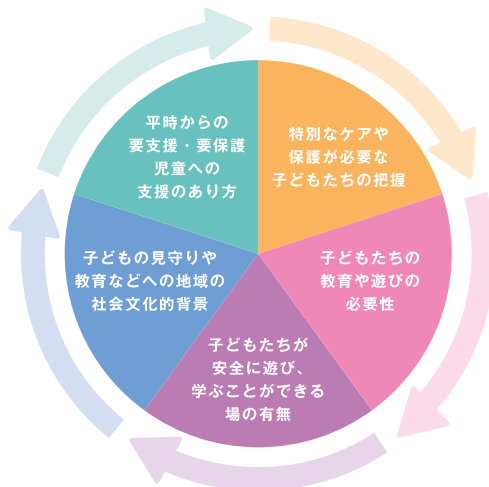 特別なケアや
保護が必要な
子どもたちの把握
子どもたちの
教育や遊びの
必要性
子どもたちが
安全に遊び、
学ぶことができる
場の有無
子どもの見守りや
教育などへの地域の
社会文化的背景
平時からの
要支援・要保護
児童への
支援のあり方